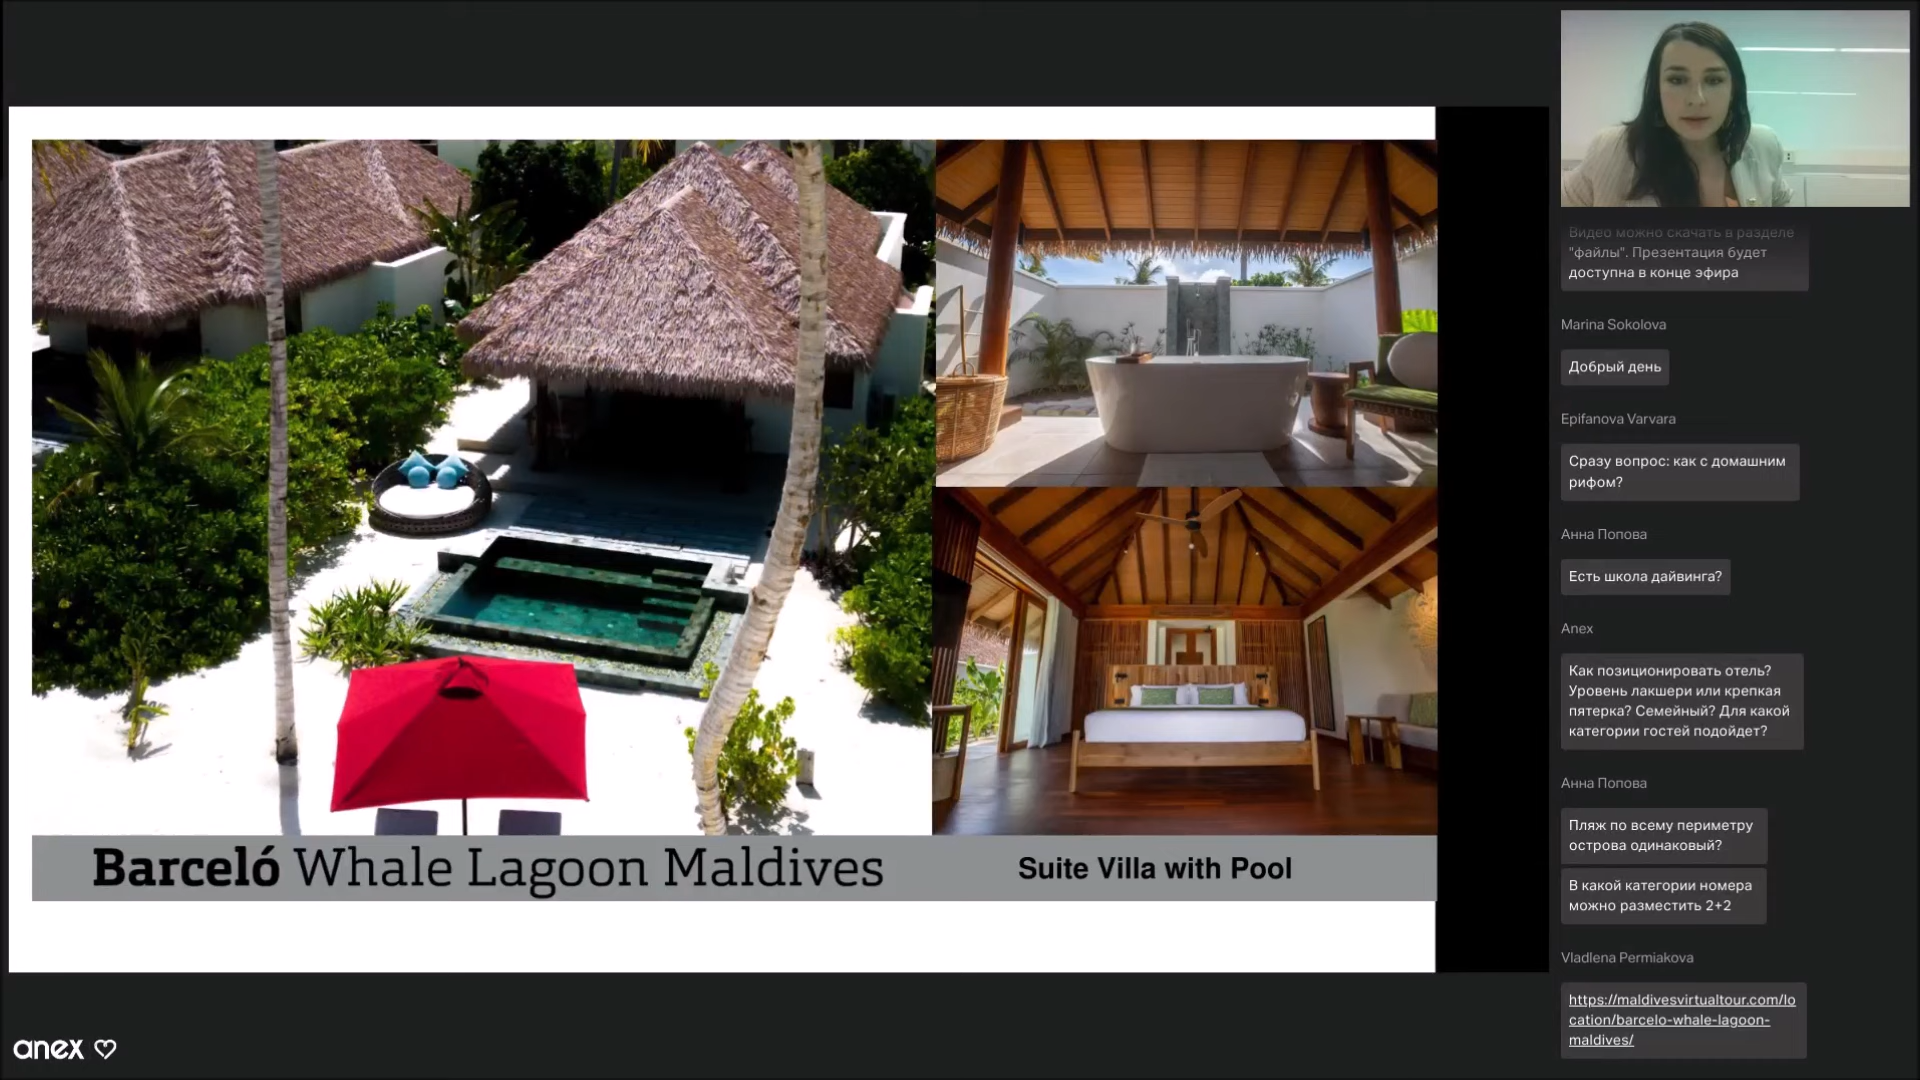 Barceló Whale Lagoon Maldives
Suite Villa with Pool
anex
Видео можно скачать в разделе
"файлы". Презентация будет
доступна в конце эфира
Marina Sokolova
Добрый день
Epifanova Varvara
Сразу вопрос: как с домашним
рифом?
Анна Попова
Есть школа дайвинга?
Anex
Как позиционировать отель?
Уровень лакшери или крепкая
пятерка? Семейный? Для какой
категории гостей подойдет?
Анна Попова
Пляж по всему периметру
острова одинаковый?
В какой категории номера
можно разместить 2+2
Vladlena Permiakova
https://maldivesvirtualtour.com/lo
cation/barcelo-whale-lagoon-
maldives/